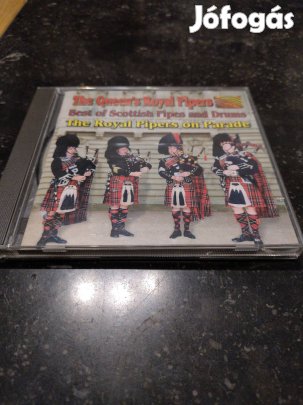 Jófogás
The Queen's Royal Pipers
Best of Scottish Pipes and Drums
The Royal Pipers on Parade